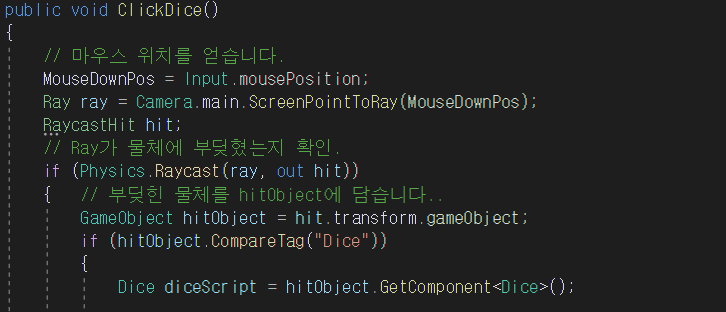 public void ClickDice()
{
// 마우스 위치를 얻습니다.
MouseDownPos = Input.mousePosition;
Ray ray = Camera.main.ScreenPointToRay(MouseDownPos);
RaycastHit hit;
// Ray가 물체에 부딪혔는지 확인.
if (Physics.Raycast(ray, out hit))
{ // 부딪힌 물체를 hitObject에 담습니다..
GameObject hitObject = hit.transform.gameObject;
if (hitObject.CompareTag("Dice"))
{
Dice diceScript = hitObject.GetComponent<Dice>();